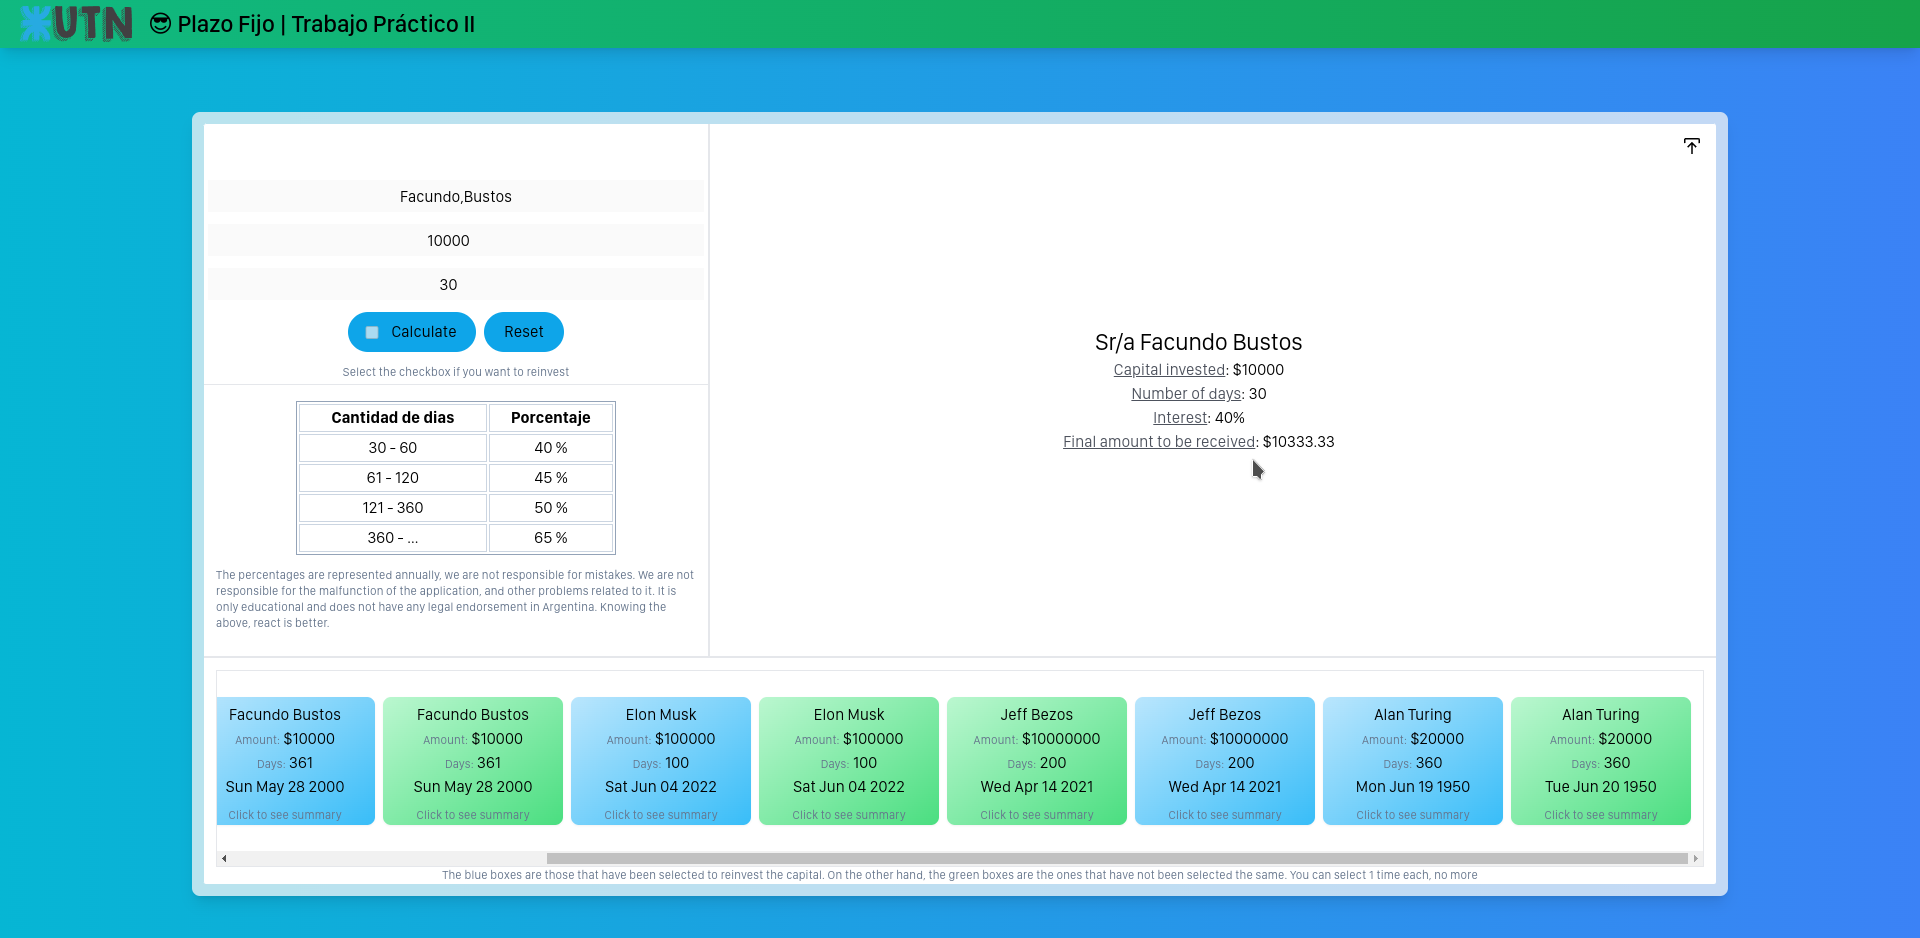 UTN 😎 Plazo Fijo | Trabajo Práctico II
Facundo,Bustos
10000
30
Calculate Reset
Select the checkbox if you want to reinvest
Cantidad de dias Porcentaje
30 - 60 40 %
61 - 120 45 %
121 - 360 50 %
360 - ... 65 %
The percentages are represented annually, we are not responsible for mistakes. We are not
responsible for the malfunction of the application, and other problems related to it. It is
only educational and does not have any legal endorsement in Argentina. Knowing the
above, react is better.
Sr/a Facundo Bustos
Capital invested: $10000
Number of days: 30
Interest: 40%
Final amount to be received: $10333.33
Facundo Bustos
Amount: $10000
Days: 361
Sun May 28 2000
Click to see summary
Facundo Bustos
Amount: $10000
Days: 361
Sun May 28 2000
Click to see summary
Elon Musk
Amount: $100000
Days: 100
Sat Jun 04 2022
Click to see summary
Elon Musk
Amount: $100000
Days: 100
Sat Jun 04 2022
Click to see summary
Jeff Bezos
Amount: $10000000
Days: 200
Wed Apr 14 2021
Click to see summary
Jeff Bezos
Amount: $10000000
Days: 200
Wed Apr 14 2021
Click to see summary
Alan Turing
Amount: $20000
Days: 360
Mon Jun 19 1950
Click to see summary
Alan Turing
Amount: $20000
Days: 360
Tue Jun 20 1950
Click to see summary
The blue boxes are those that have been selected to reinvest the capital. On the other hand, the green boxes are the ones that have not been selected the same. You can select 1 time each, no more